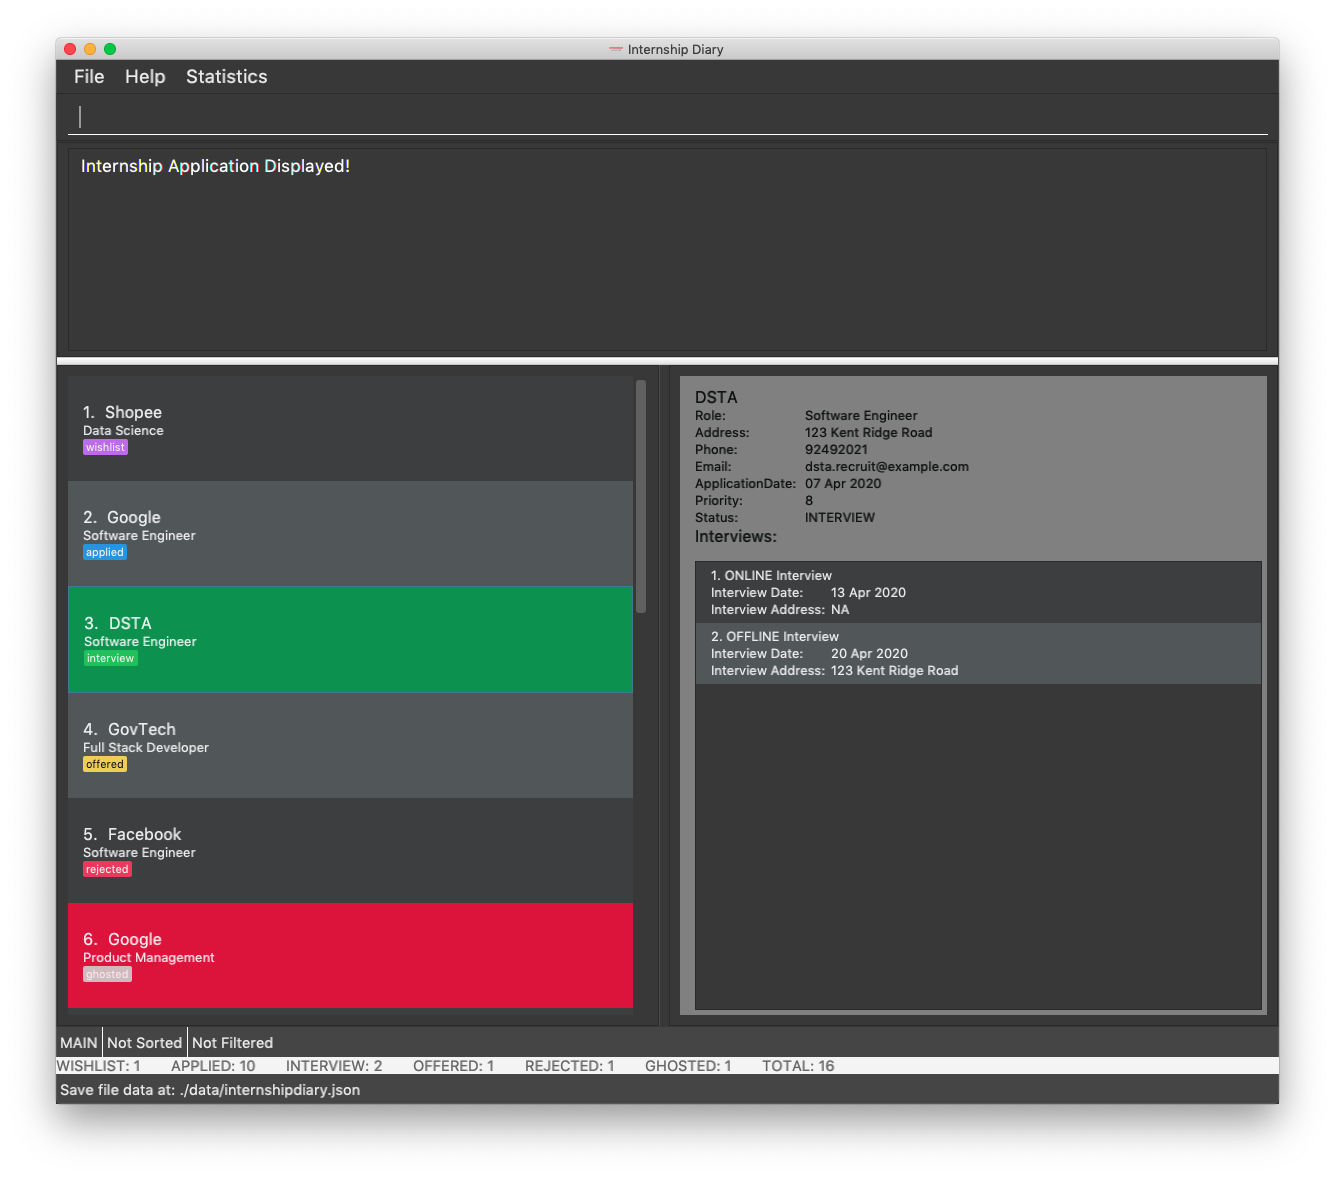 Internship Diary
File Help Statistics
Internship Application Displayed!
1. Shopee
Data Science
wishlist
2. Google
Software Engineer
applied
3. DSTA
Software Engineer
interview
4. GovTech
Full Stack Developer
offered
5. Facebook
Software Engineer
rejected
6. Google
Product Management
ghosted
DSTA
Role: Software Engineer
Address: 123 Kent Ridge Road
Phone: 92492021
Email: dsta.recruit@example.com
ApplicationDate: 07 Apr 2020
Priority: 8
Status: INTERVIEW
Interviews:
1. ONLINE Interview
Interview Date: 13 Apr 2020
Interview Address: NA
2. OFFLINE Interview
Interview Date: 20 Apr 2020
Interview Address: 123 Kent Ridge Road
MAIN Not Sorted Not Filtered
WISHLIST: 1 APPLIED: 10 INTERVIEW: 2 OFFERED: 1 REJECTED: 1 GHOSTED: 1 TOTAL: 16
Save file data at: ./data/internshipdiary.json